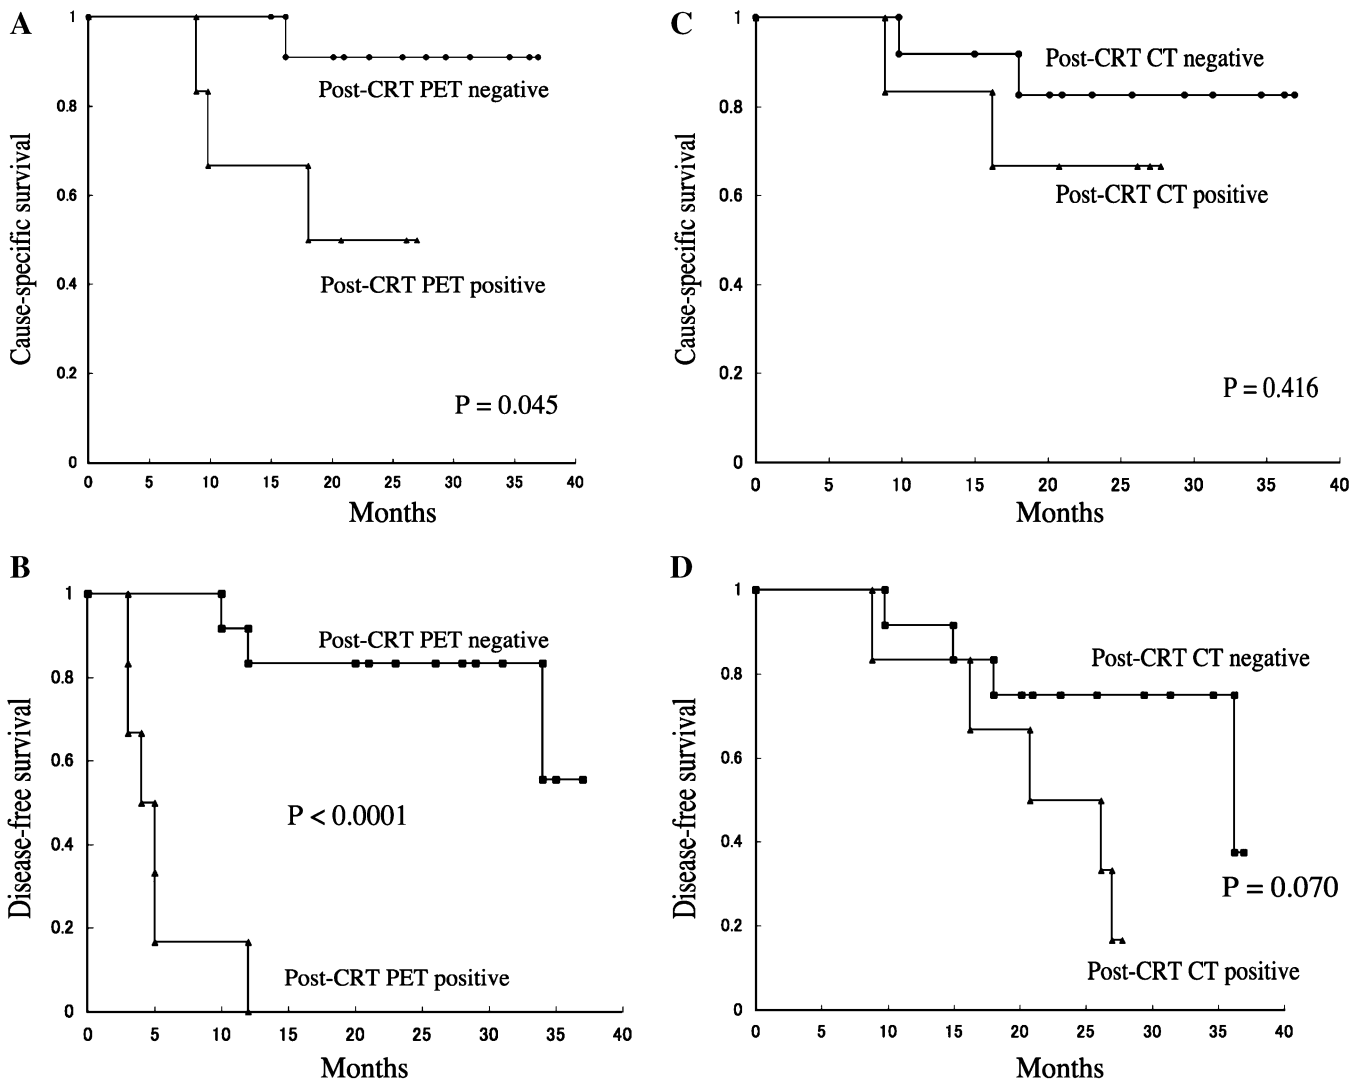 A
1
0.8
0.6
0.4
0.2
0
Cause-specific survival
Post-CRT PET negative
Post-CRT PET positive
P = 0.045
0 5 10 15 20 25 30 35 40
Months
C
1
0.8
0.6
0.4
0.2
0
Cause-specific survival
Post-CRT CT negative
Post-CRT CT positive
P = 0.416
0 5 10 15 20 25 30 35 40
Months
B
1
0.8
0.6
0.4
0.2
0
Disease-free survival
Post-CRT PET negative
P < 0.0001
Post-CRT PET positive
0 5 10 15 20 25 30 35 40
Months
D
1
0.8
0.6
0.4
0.2
0
Disease-free survival
Post-CRT CT negative
P = 0.070
Post-CRT CT positive
0 5 10 15 20 25 30 35 40
Months